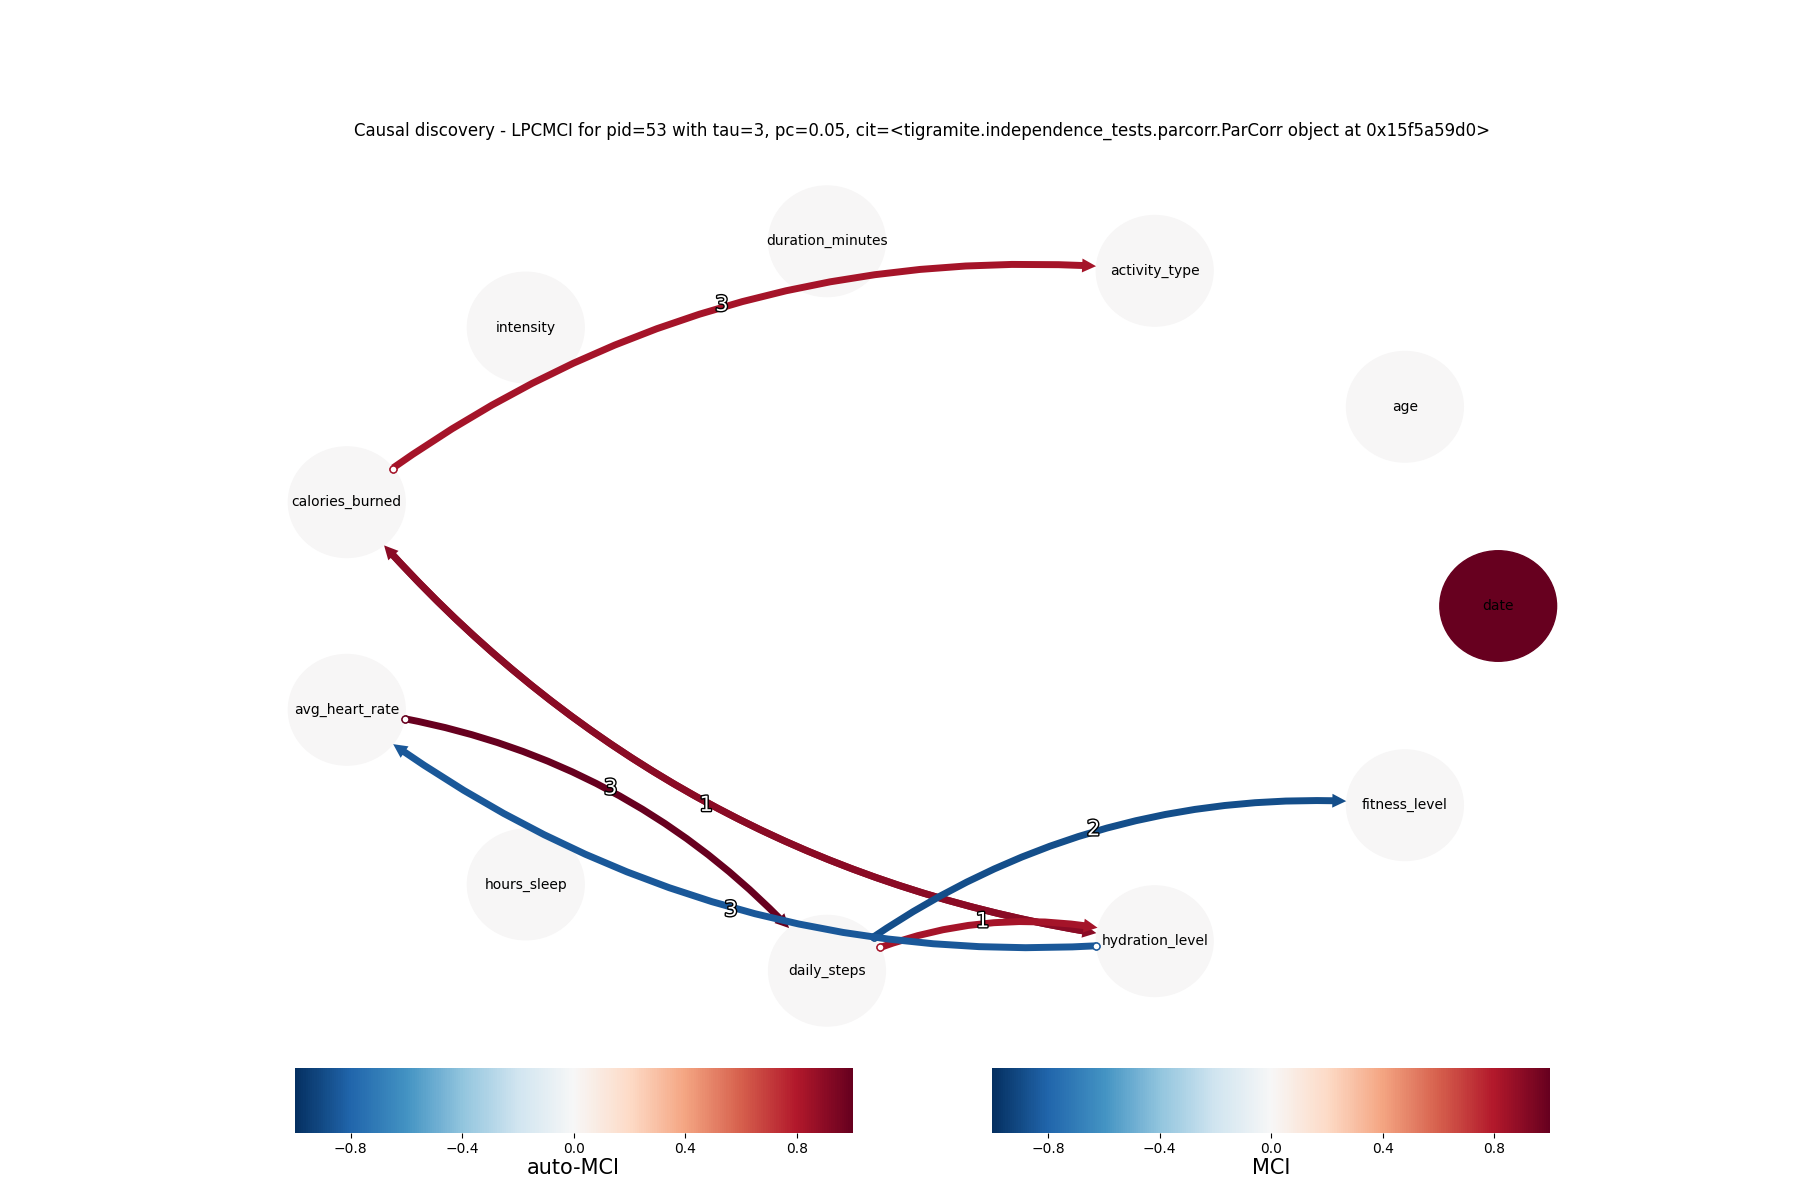 Causal discovery - LPCMCI for pid=53 with tau=3, pc=0.05, cit=<tigramite.independence_tests.parcorr.ParCorr object at 0x15f5a59d0>
duration_minutes
activity_type
3
intensity
age
calories_burned
date
avg_heart_rate
3
1
fitness_level
2
hours_sleep
3
1
hydration_level
daily_steps
−0.8 −0.4 0.0 0.4 0.8
auto-MCI
−0.8 −0.4 0.0 0.4 0.8
MCI